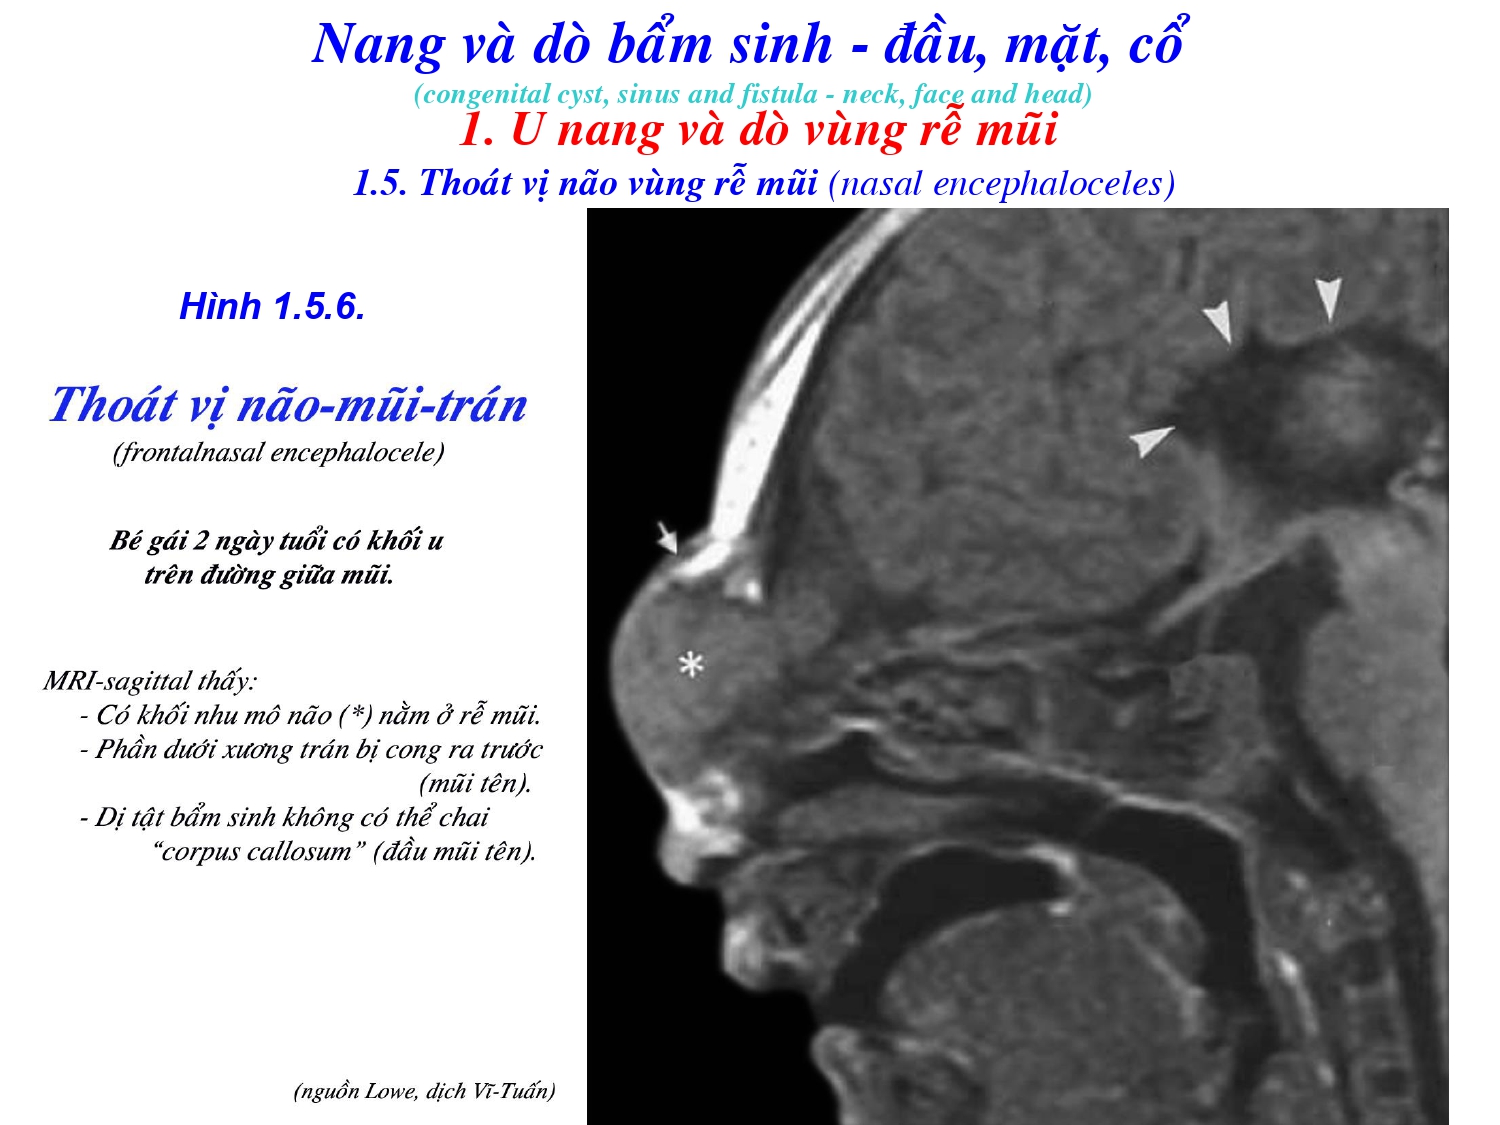 Nang và dò bẩm sinh - đầu, mặt, cổ
(congenital cyst, sinus and fistula - neck, face and head)
1. U nang và dò vùng rễ mũi
1.5. Thoát vị não vùng rễ mũi (nasal encephaloceles)
Hình 1.5.6.
Thoát vị não-mũi-trán
(frontalnasal encephalocele)
Bé gái 2 ngày tuổi có khối u
trên đường giữa mũi.
MRI-sagittal thấy:
- Có khối nhu mô não (*) nằm ở rễ mũi.
- Phần dưới xương trán bị cong ra trước
(mũi tên).
- Dị tật bẩm sinh không có thể chai
“corpus callosum” (đầu mũi tên).
(nguồn Lowe, dịch Vĩ-Tuấn)
*